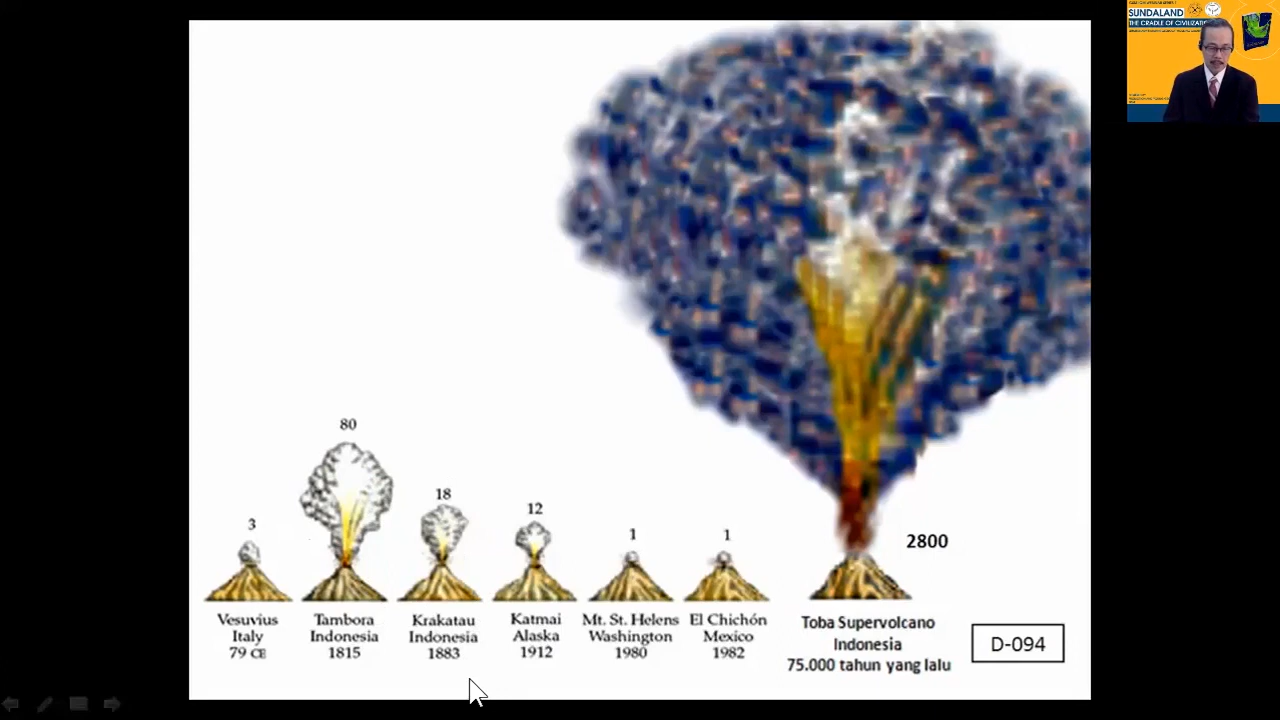 SUNDALAND
THE CRADLE OF CIVILIZATION
80
18
12
3
1
1
2800
Vesuvius
Italy
79 CE
Tambora
Indonesia
1815
Krakatau
Indonesia
1883
Katmai
Alaska
1912
Mt. St. Helens
Washington
1980
El Chichón
Mexico
1982
Toba Supervolcano
Indonesia
75.000 tahun yang lalu
D-094